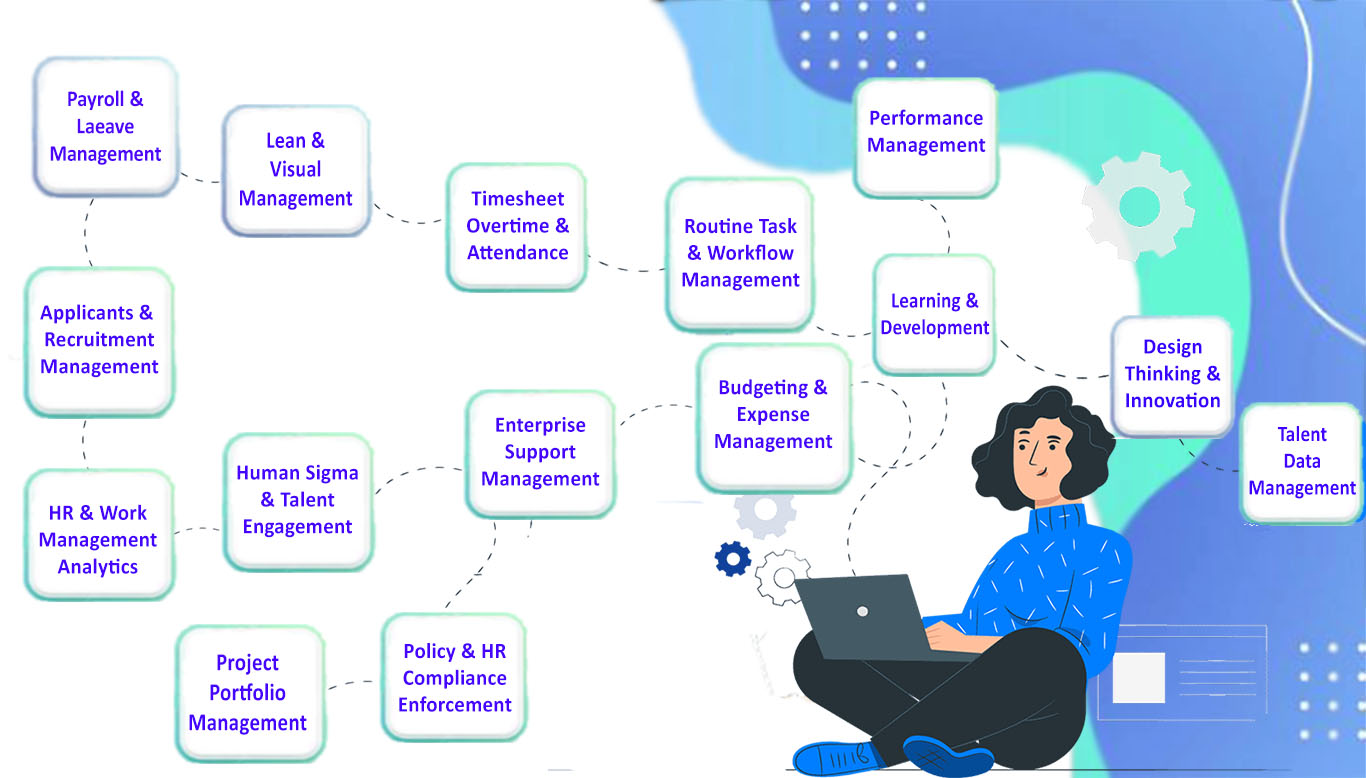 Payroll &
Laeave
Management
Lean &
Visual
Management
Timesheet
Overtime &
Attendance
Routine Task
& Workflow
Management
Performance
Management
Learning &
Development
Design
Thinking &
Innovation
Talent
Data
Management
Applicants &
Recruitment
Management
Budgeting &
Expense
Management
Enterprise
Support
Management
Human Sigma
& Talent
Engagement
HR & Work
Management
Analytics
Project
Portfolio
Management
Policy & HR
Compliance
Enforcement